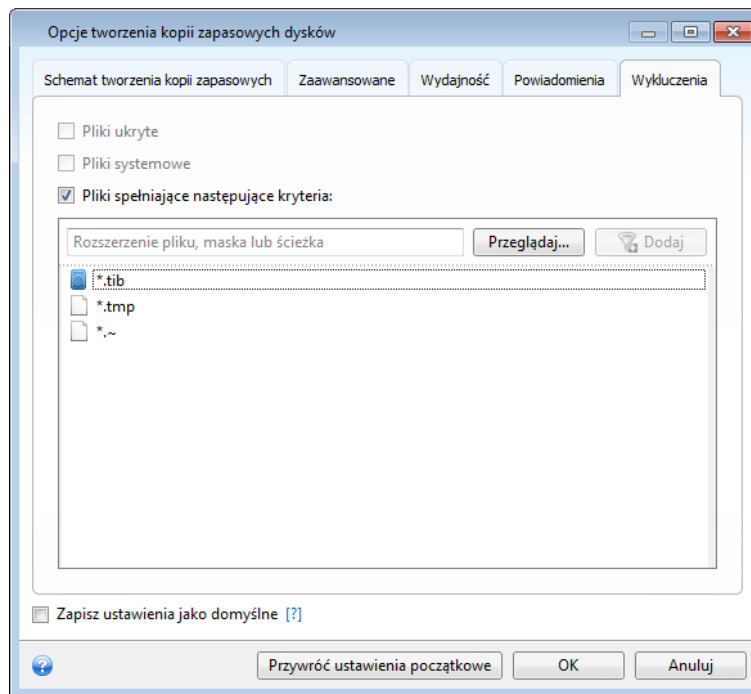 Opcje tworzenia kopii zapasowych dysków
Schemat tworzenia kopii zapasowych Zaawansowane Wydajność Powiadomienia Wykluczenia
Pliki ukryte
Pliki systemowe
Pliki spełniające następujące kryteria:
Rozszerzenie pliku, maska lub ścieżka Przeglądaj... Dodaj
*.tib
*.tmp
*.~
Zapisz ustawienia jako domyślne [?]
Przywróć ustawienia początkowe OK Anuluj